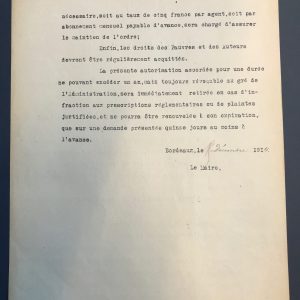 nécessaire, soit au taux de cinq francs par agent, soit par
abonnement mensuel payable d'avance, sera chargé d'assurer
le maintien de l'ordre;
Enfin, les droits des Pauvres et des Auteurs
devront être régulièrement acquittés.
La présente autorisation accordée pour une durée
ne pouvant excéder un an, mais toujours révocable au gré de
l'Administration, sera immédiatement retirée en cas d'in-
fraction aux prescriptions réglementaires ou de plaintes
justifiées, et ne pourra être renouvelée à son expiration,
que sur une demande présentée quinze jours au moins à
l'avance.
Bordeaux, le décembre 191
Le Maire,